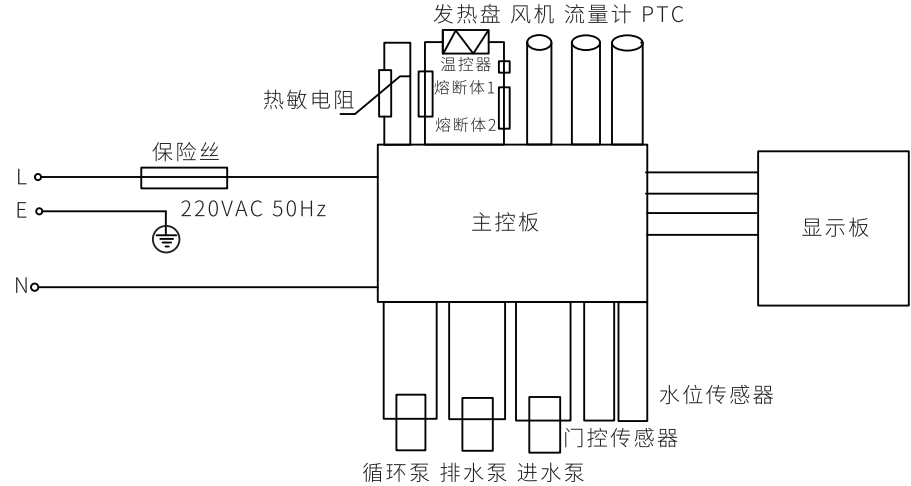 发热盘 风机 流量计 PTC
温控器
熔断体1
热敏电阻
熔断体2
保险丝
L
E
220VAC 50Hz
主控板
显示板
N
水位传感器
门控传感器
循环泵 排水泵 进水泵